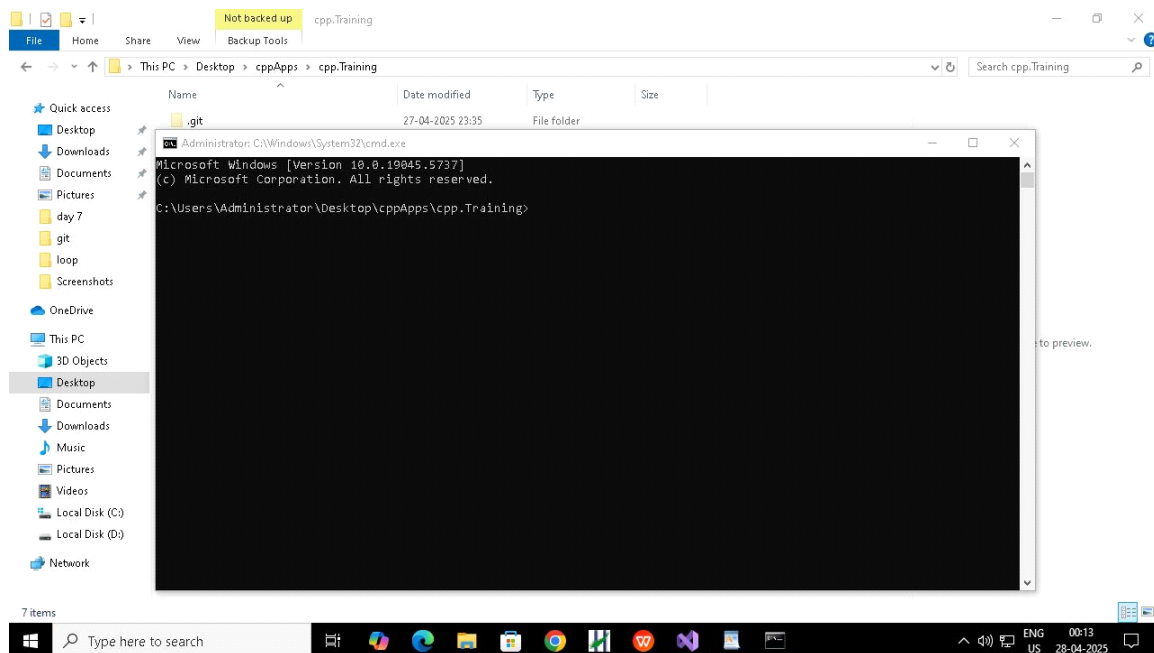 Not backed up cpp.Training
File Home Share View Backup Tools
This PC > Desktop > cppApps > cpp.Training Search cpp.Training
Name Date modified Type Size
.git 27-04-2025 23:35 File folder
Quick access
Desktop
Downloads
Documents
Pictures
day 7
git
loop
Screenshots
OneDrive
This PC
3D Objects
Desktop
Documents
Downloads
Music
Pictures
Videos
Local Disk (C:)
Local Disk (D:)
Network
Administrator: C:\Windows\System32\cmd.exe
Microsoft Windows [Version 10.0.19045.5737]
(c) Microsoft Corporation. All rights reserved.
C:\Users\Administrator\Desktop\cppApps\cpp.Training>
to preview.
7 items
Type here to search
ENG 00:13
US 28-04-2025